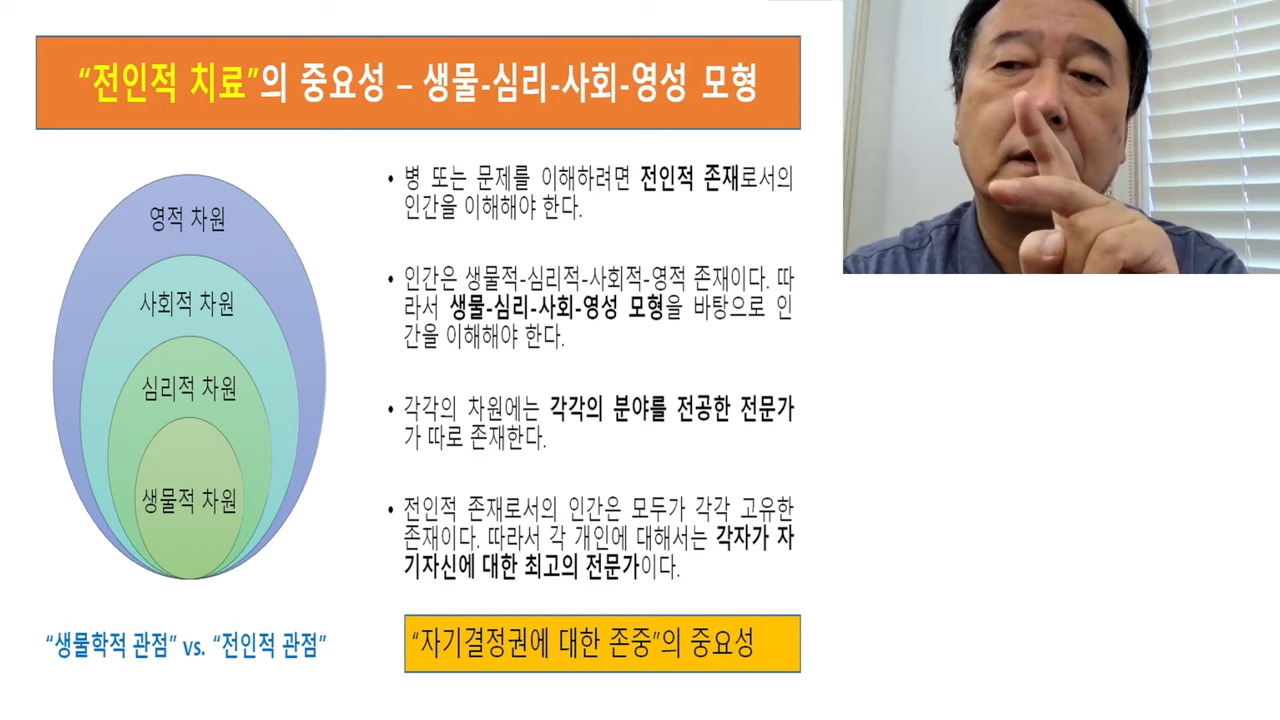 “전인적 치료”의 중요성 – 생물-심리-사회-영성 모형
영적 차원
사회적 차원
심리적 차원
생물적 차원
“생물학적 관점” vs. “전인적 관점”
• 병 또는 문제를 이해하려면 전인적 존재로서의
인간을 이해해야 한다.
• 인간은 생물적-심리적-사회적-영적 존재이다. 따
라서 생물-심리-사회-영성 모형을 바탕으로 인
간을 이해해야 한다.
• 각각의 차원에는 각각의 분야를 전공한 전문가
가 따로 존재한다.
• 전인적 존재로서의 인간은 모두가 각각 고유한
존재이다. 따라서 각 개인에 대해서는 각자가 자
기자신에 대한 최고의 전문가이다.
“자기결정권에 대한 존중”의 중요성